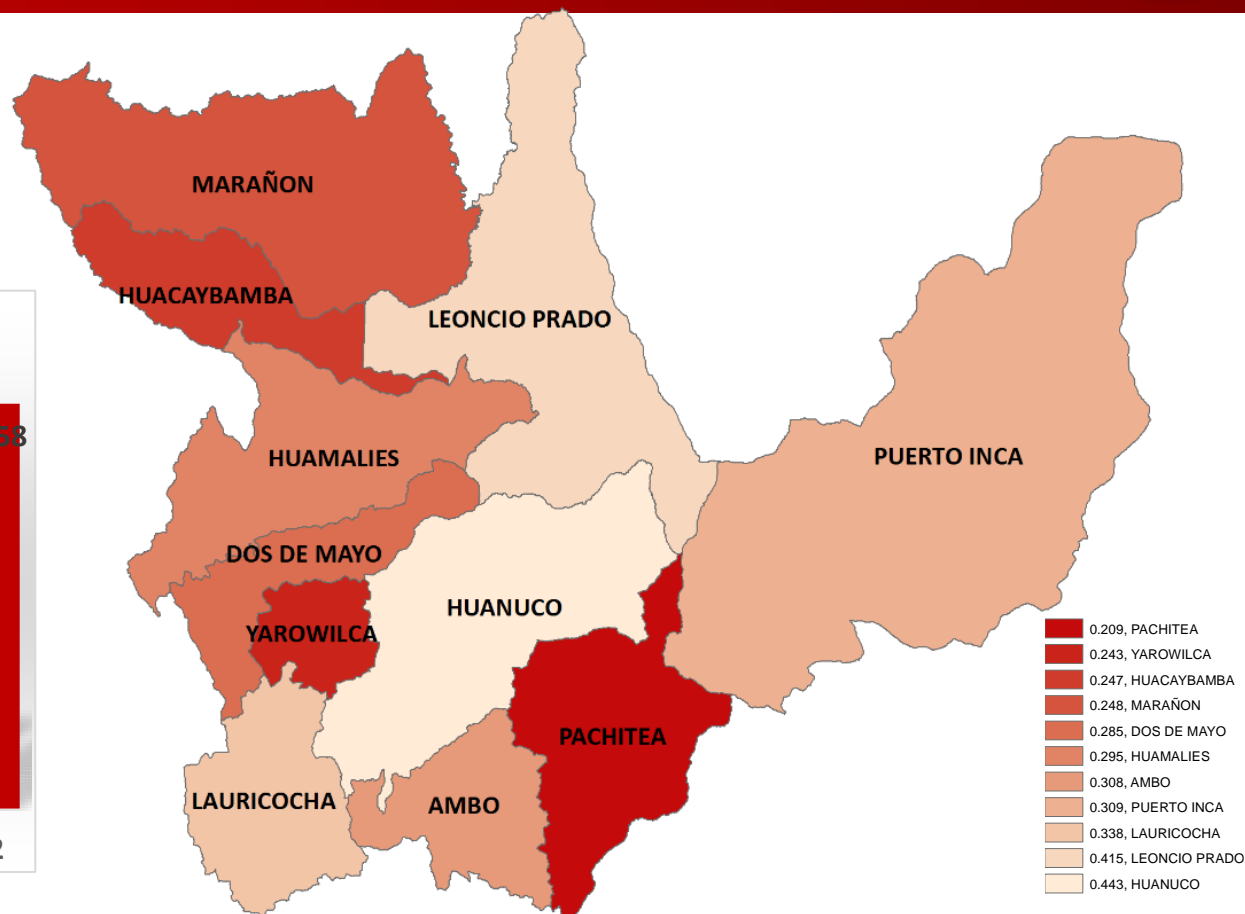 MARAÑON
HUACAYBAMBA
LEONCIO PRADO
58
HUAMALIES
PUERTO INCA
DOS DE MAYO
HUANUCO
YAROWILCA
PACHITEA
LAURICOCHA
AMBO
2
0.209, PACHITEA
0.243, YAROWILCA
0.247, HUACAYBAMBA
0.248, MARAÑON
0.285, DOS DE MAYO
0.295, HUAMALIES
0.308, AMBO
0.309, PUERTO INCA
0.338, LAURICOCHA
0.415, LEONCIO PRADO
0.443, HUANUCO